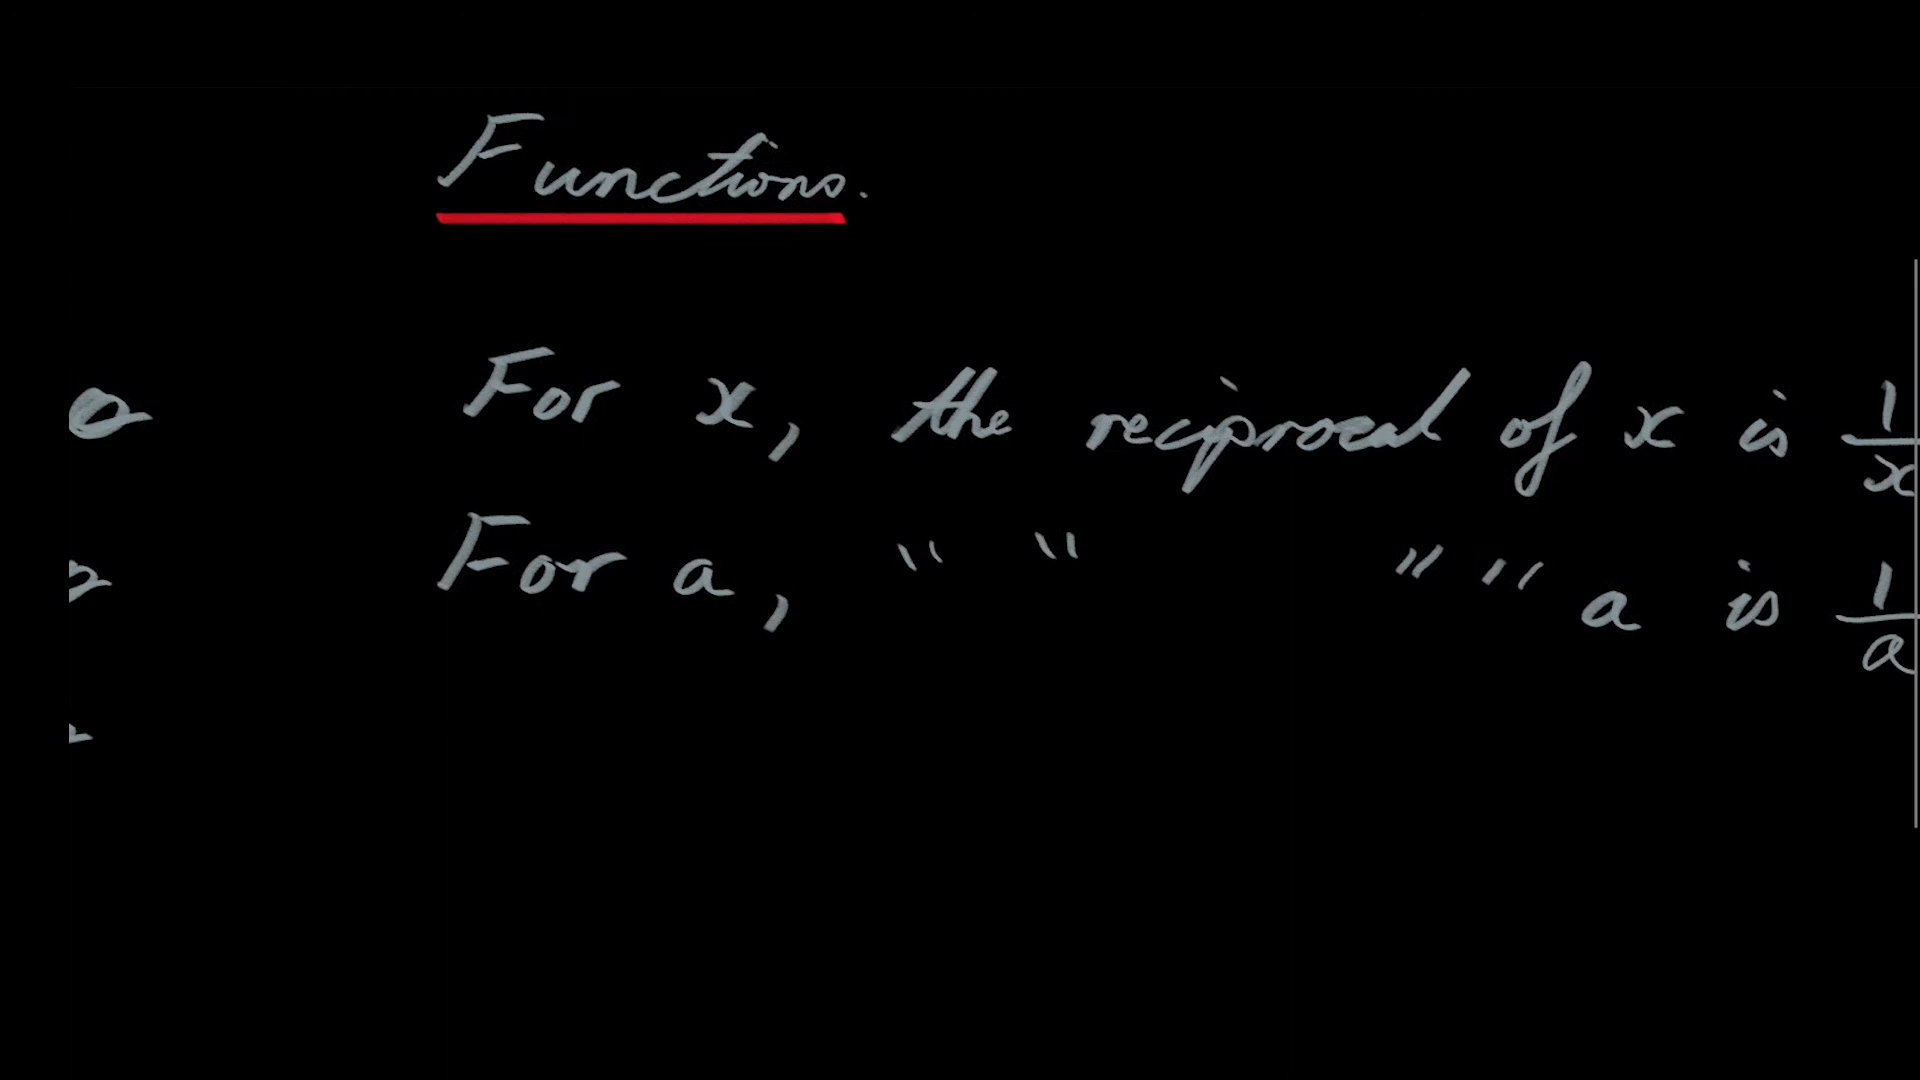 Functions.
For x, the reciprocal of x is 1/x
For a, " " " " a is 1/a